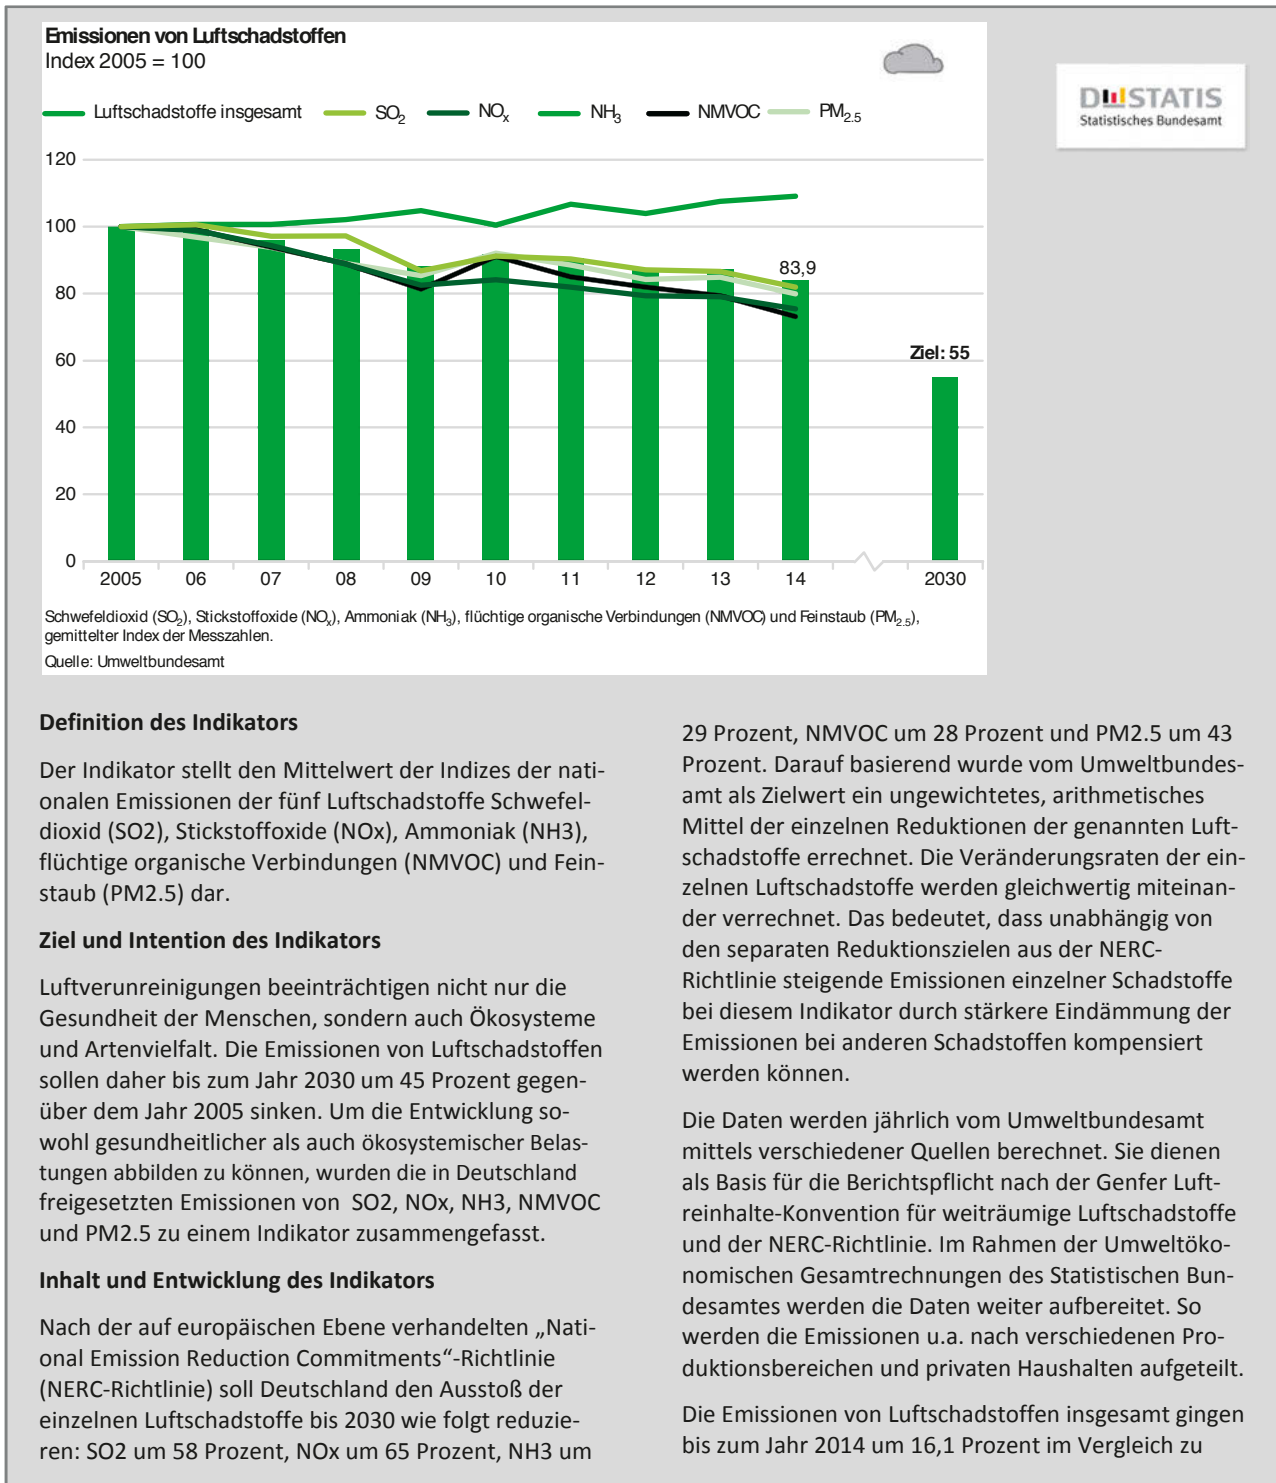 Emissionen von Luftschadstoffen
Index 2005 = 100
Luftschadstoffe insgesamt SO₂ NOₓ NH₃ NMVOC PM₂.₅
DESTATIS
Statistisches Bundesamt
120
100
80
60
40
20
0
83,9
Ziel: 55
2005 06 07 08 09 10 11 12 13 14 2030
Schwefeldioxid (SO₂), Stickstoffoxide (NOₓ), Ammoniak (NH₃), flüchtige organische Verbindungen (NMVOC) und Feinstaub (PM₂.₅),
gemittelter Index der Messzahlen.
Quelle: Umweltbundesamt
Definition des Indikators
Der Indikator stellt den Mittelwert der Indizes der nati-
onalen Emissionen der fünf Luftschadstoffe Schwefel-
dioxid (SO2), Stickstoffoxide (NOx), Ammoniak (NH3),
flüchtige organische Verbindungen (NMVOC) und Fein-
staub (PM2.5) dar.
Ziel und Intention des Indikators
Luftverunreinigungen beeinträchtigen nicht nur die
Gesundheit der Menschen, sondern auch Ökosysteme
und Artenvielfalt. Die Emissionen von Luftschadstoffen
sollen daher bis zum Jahr 2030 um 45 Prozent gegen-
über dem Jahr 2005 sinken. Um die Entwicklung so-
wohl gesundheitlicher als auch ökosystemischer Belas-
tungen abbilden zu können, wurden die in Deutschland
freigesetzten Emissionen von SO2, NOx, NH3, NMVOC
und PM2.5 zu einem Indikator zusammengefasst.
Inhalt und Entwicklung des Indikators
Nach der auf europäischen Ebene verhandelten „Nati-
onal Emission Reduction Commitments“-Richtlinie
(NERC-Richtlinie) soll Deutschland den Ausstoß der
einzelnen Luftschadstoffe bis 2030 wie folgt reduzie-
ren: SO2 um 58 Prozent, NOx um 65 Prozent, NH3 um
29 Prozent, NMVOC um 28 Prozent und PM2.5 um 43
Prozent. Darauf basierend wurde vom Umweltbundes-
amt als Zielwert ein ungewichtetes, arithmetisches
Mittel der einzelnen Reduktionen der genannten Luft-
schadstoffe errechnet. Die Veränderungsraten der ein-
zelnen Luftschadstoffe werden gleichwertig miteinan-
der verrechnet. Das bedeutet, dass unabhängig von
den separaten Reduktionszielen aus der NERC-
Richtlinie steigende Emissionen einzelner Schadstoffe
bei diesem Indikator durch stärkere Eindämmung der
Emissionen bei anderen Schadstoffen kompensiert
werden können.
Die Daten werden jährlich vom Umweltbundesamt
mittels verschiedener Quellen berechnet. Sie dienen
als Basis für die Berichtspflicht nach der Genfer Luft-
reinhalte-Konvention für weiträumige Luftschadstoffe
und der NERC-Richtlinie. Im Rahmen der Umweltöko-
nomischen Gesamtrechnungen des Statistischen Bun-
desamtes werden die Daten weiter aufbereitet. So
werden die Emissionen u.a. nach verschiedenen Pro-
duktionsbereichen und privaten Haushalten aufgeteilt.
Die Emissionen von Luftschadstoffen insgesamt gingen
bis zum Jahr 2014 um 16,1 Prozent im Vergleich zu